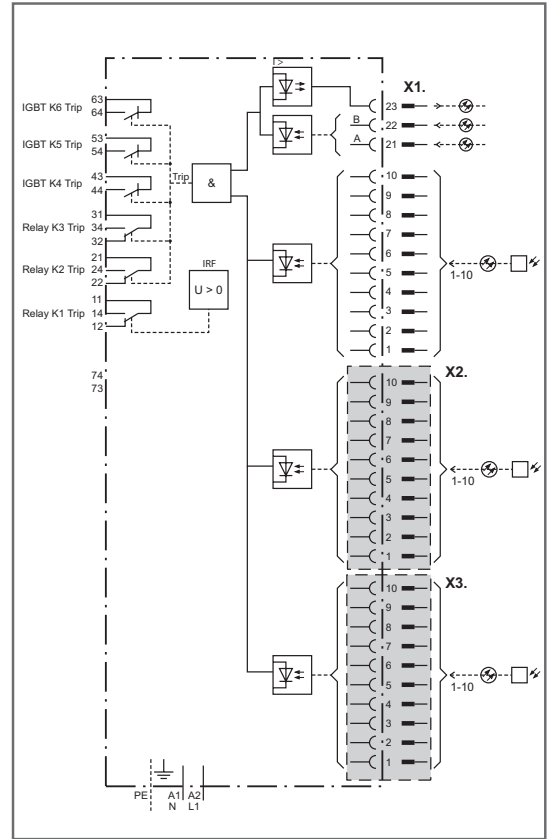 I>
X1.
IGBT K6 Trip
63
64
23
B
22
A
21
IGBT K5 Trip
53
54
IGBT K4 Trip
43
44
Trip
&
Relay K3 Trip
31
34
32
Relay K2 Trip
21
24
22
IRF
U > 0
Relay K1 Trip
11
14
12
74
73
10
9
8
7
6
5
4
3
2
1
1-10
X2.
10
9
8
7
6
5
4
3
2
1
1-10
X3.
10
9
8
7
6
5
4
3
2
1
1-10
PE
A1
N
A2
L1